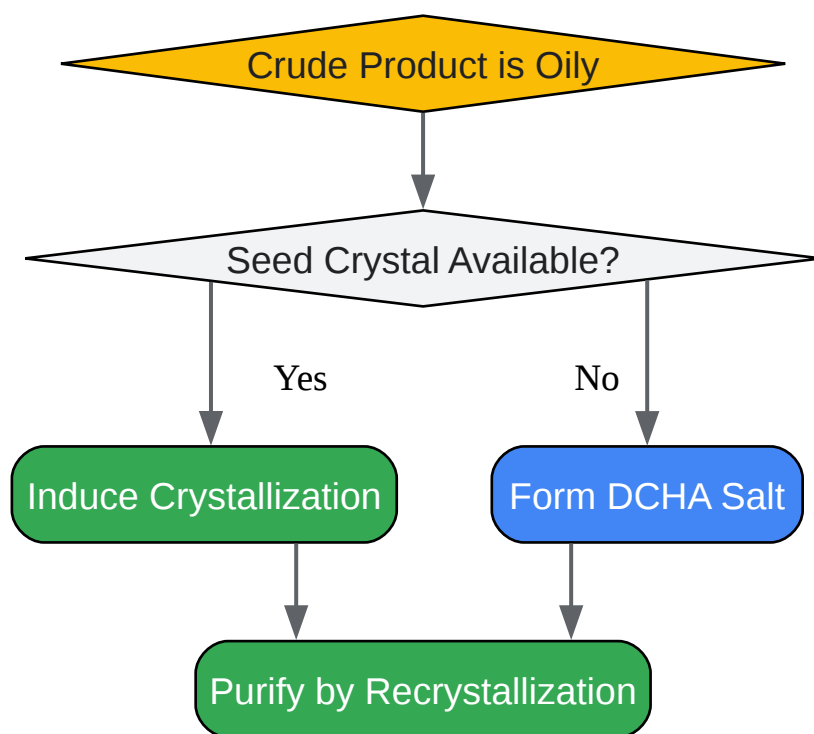 Crude Product is Oily
Seed Crystal Available?
Yes
No
Induce Crystallization
Form DCHA Salt
Purify by Recrystallization